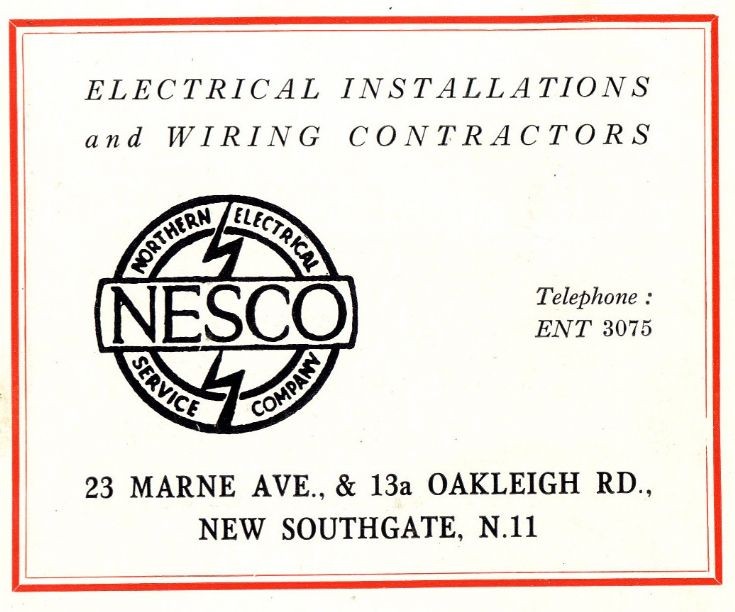 ELECTRICAL INSTALLATIONS
and WIRING CONTRACTORS
NORTHERN ELECTRICAL
NESCO
SERVICE COMPANY
Telephone :
ENT 3075
23 MARNE AVE., & 13a OAKLEIGH RD.,
NEW SOUTHGATE, N.11